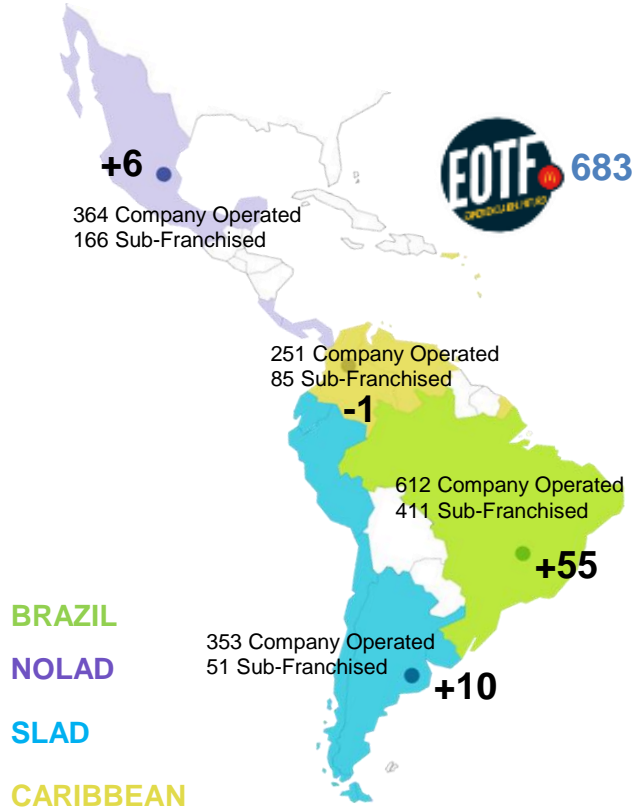 +6
EOTF
683
364 Company Operated
166 Sub-Franchised
251 Company Operated
85 Sub-Franchised
-1
612 Company Operated
411 Sub-Franchised
+55
BRAZIL
353 Company Operated
51 Sub-Franchised
NOLAD
+10
SLAD
CARIBBEAN